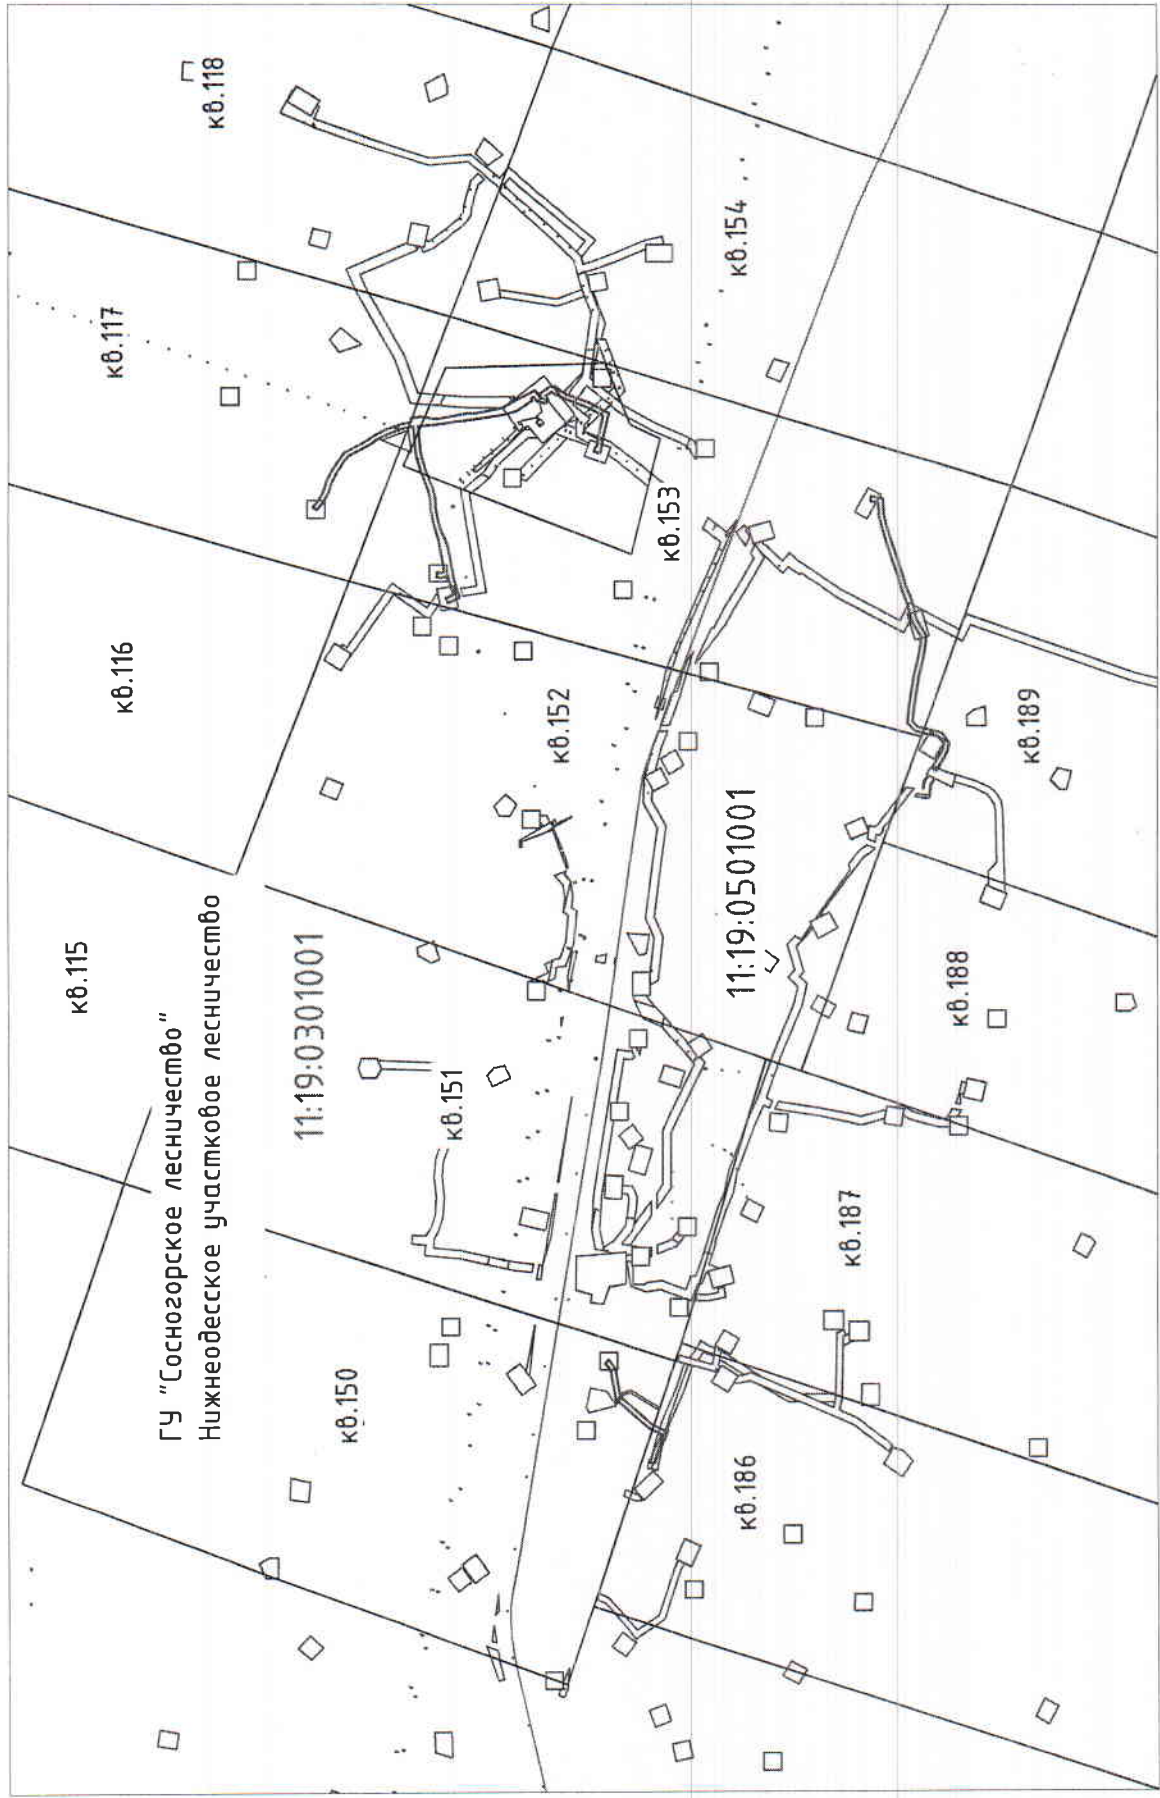 кв.115
кв.116
кв.117
кв.118
ГУ "Сосногорское лесничество"
Нижнеодесское участковое лесничество
11:19:0301001
кв.150
кв.151
кв.152
кв.153
кв.154
11:19:0501001
кв.186
кв.187
кв.188
кв.189